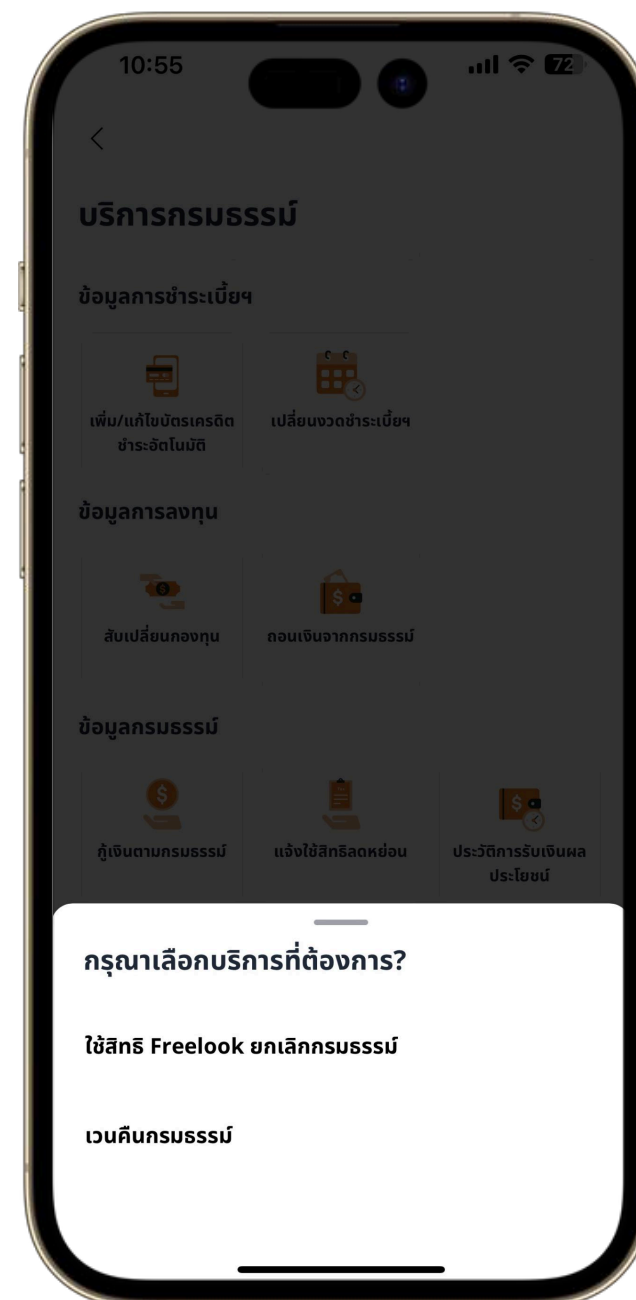 10:55
72
บริการกรมธรรม์
ข้อมูลการชำระเบี้ยฯ
เพิ่ม/แก้ไขบัตรเครดิต
ชำระอัตโนมัติ
เปลี่ยนงวดชำระเบี้ยฯ
ข้อมูลการลงทุน
สับเปลี่ยนกองทุน
ถอนเงินจากกรมธรรม์
ข้อมูลกรมธรรม์
กู้เงินตามกรมธรรม์
แจ้งใช้สิทธิลดหย่อน
ประวัติการรับเงินผล
ประโยชน์
กรุณาเลือกบริการที่ต้องการ?
ใช้สิทธิ Freelook ยกเลิกกรมธรรม์
เวนคืนกรมธรรม์